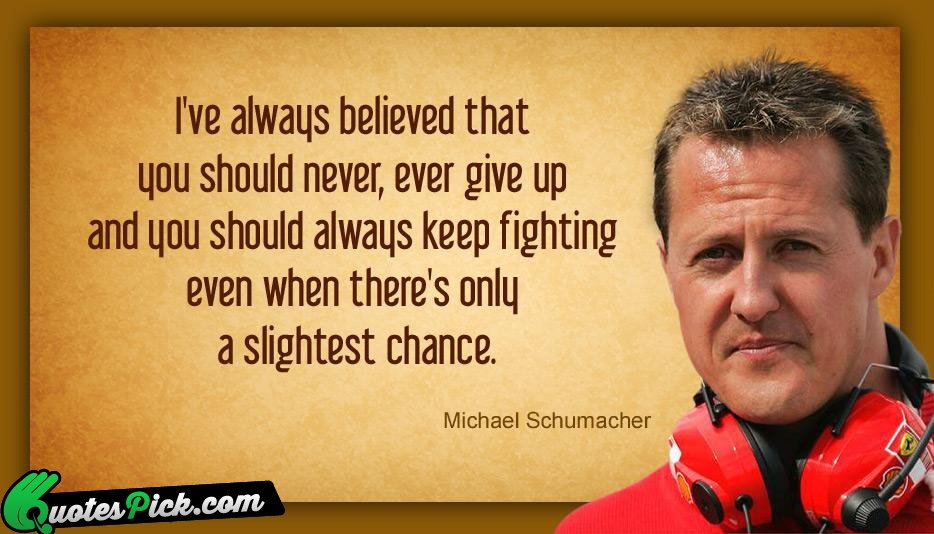 I've always believed that
you should never, ever give up
and you should always keep fighting
even when there's only
a slightest chance.
Michael Schumacher
QuotesPick.com